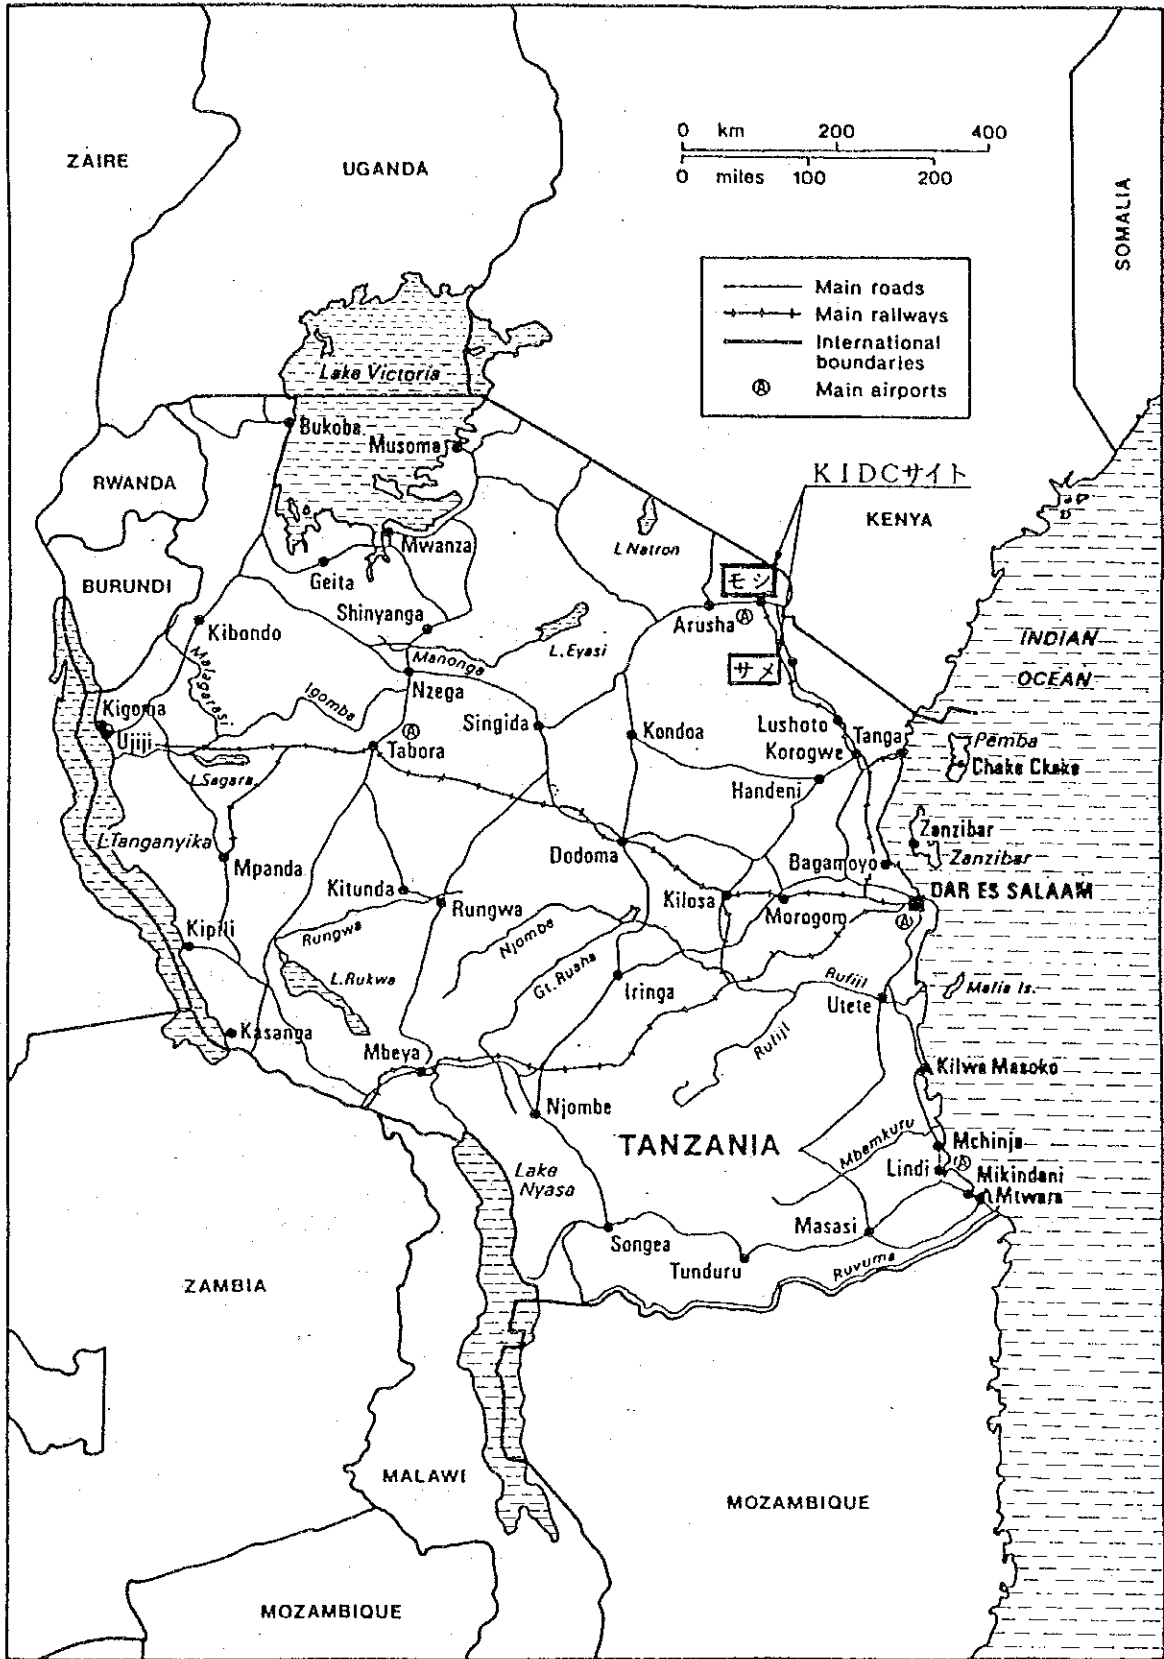 0 km 200 400
0 miles 100 200
ZAIRE
UGANDA
SOMALIA
Main roads
Main railways
International
boundaries
Ⓐ Main airports
Lake Victoria
Bukoba
Musoma
RWANDA
KIDCサイト
KENYA
Mwanza
L.Natron
Geita
BURUNDI
モシ
Shinyanga
Arusha Ⓐ
Kibondo
INDIAN
OCEAN
L.Eyasi
サメ
Manonga
Malagarasi
Nzega
Igomba
Kigoma
Ujiji
Singida
Kondoa
Lushoto
Tanga
Pemba
Korogwe
Chake Ckake
Ⓐ
Tabora
L.Sagara
Handeni
L.Tanganyika
Zanzibar
Zanzibar
Dodoma
Bagamoyo
Mpanda
Kitunda
Rungwa
Kilosa
Morogoro
DAR ES SALAAM
Ⓐ
Kipili
Rungwa
Njombe
L.Rukwa
Gt. Ruaha
Iringa
Rufiji
Utete
Mafia Is.
Kasanga
Rufiji
Mbeya
Kilwa Masoko
Njombe
TANZANIA
Mbemkuru
Mchinja
Lindi
Ⓐ
Mikindani
Mtwara
Lake
Nyasa
Masasi
Songea
Tunduru
Ruvuma
ZAMBIA
MALAWI
MOZAMBIQUE
MOZAMBIQUE